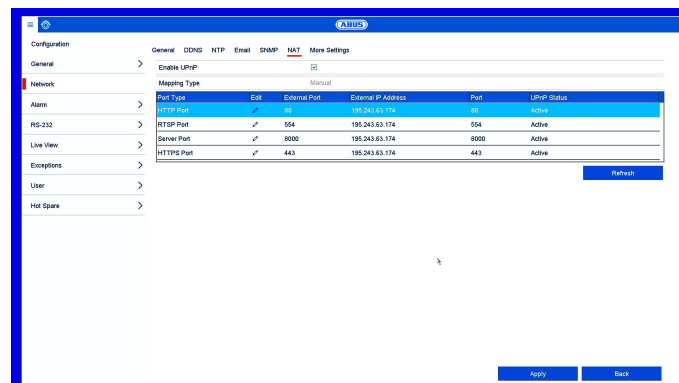 ABUS
Configuration
General
Network
Alarm
RS-232
Live View
Exceptions
User
Hot Spare
General DDNS NTP Email SNMP NAT More Settings
Enable UPnP
Mapping Type Manual
Port Type Edit External Port External IP Address Port UPnP Status
HTTP Port 80 195.243.63.174 80 Active
RTSP Port 554 195.243.63.174 554 Active
Server Port 8000 195.243.63.174 8000 Active
HTTPS Port 443 195.243.63.174 443 Active
Refresh
Apply Back